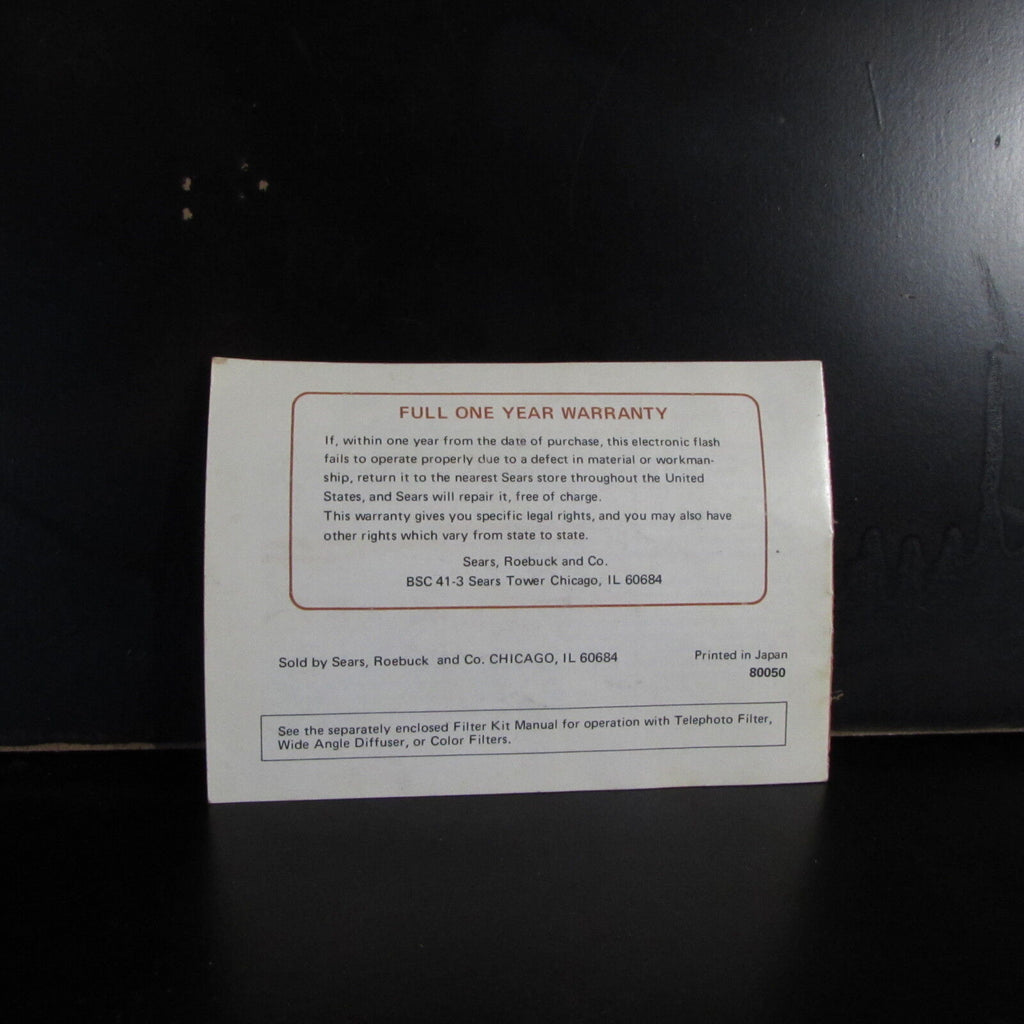 FULL ONE YEAR WARRANTY
If, within one year from the date of purchase, this electronic flash
fails to operate properly due to a defect in material or workman-
ship, return it to the nearest Sears store throughout the United
States, and Sears will repair it, free of charge.
This warranty gives you specific legal rights, and you may also have
other rights which vary from state to state.
Sears, Roebuck and Co.
BSC 41-3 Sears Tower Chicago, IL 60684
Sold by Sears, Roebuck and Co. CHICAGO, IL 60684
Printed in Japan
80050
See the separately enclosed Filter Kit Manual for operation with Telephoto Filter,
Wide Angle Diffuser, or Color Filters.